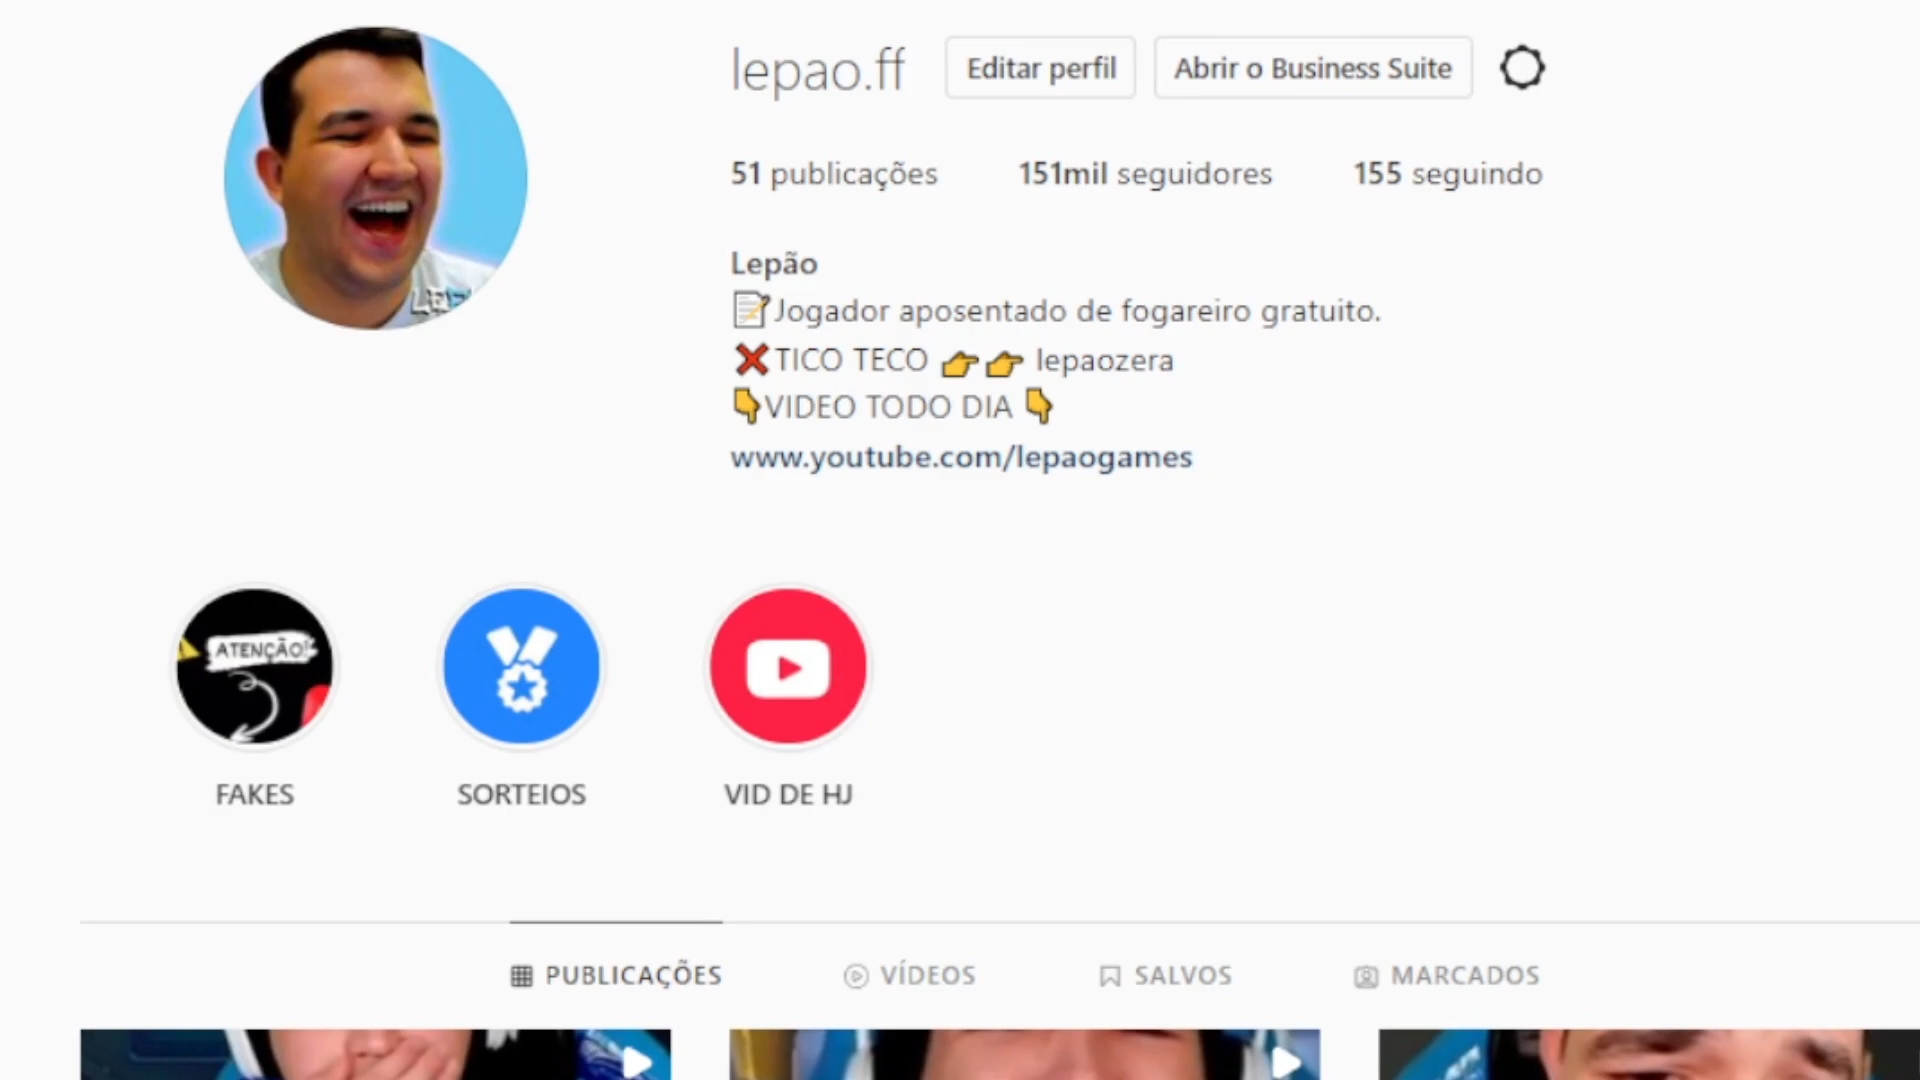 lepao.ff Editar perfil Abrir o Business Suite
51 publicações 151mil seguidores 155 seguindo
Lepão
📝Jogador aposentado de fogareiro gratuito.
❌TICO TECO 👉👉 lepaozera
👇VIDEO TODO DIA 👇
www.youtube.com/lepaogames
ATENÇÃO!
FAKES SORTEIOS VID DE HJ
PUBLICAÇÕES VÍDEOS SALVOS MARCADOS